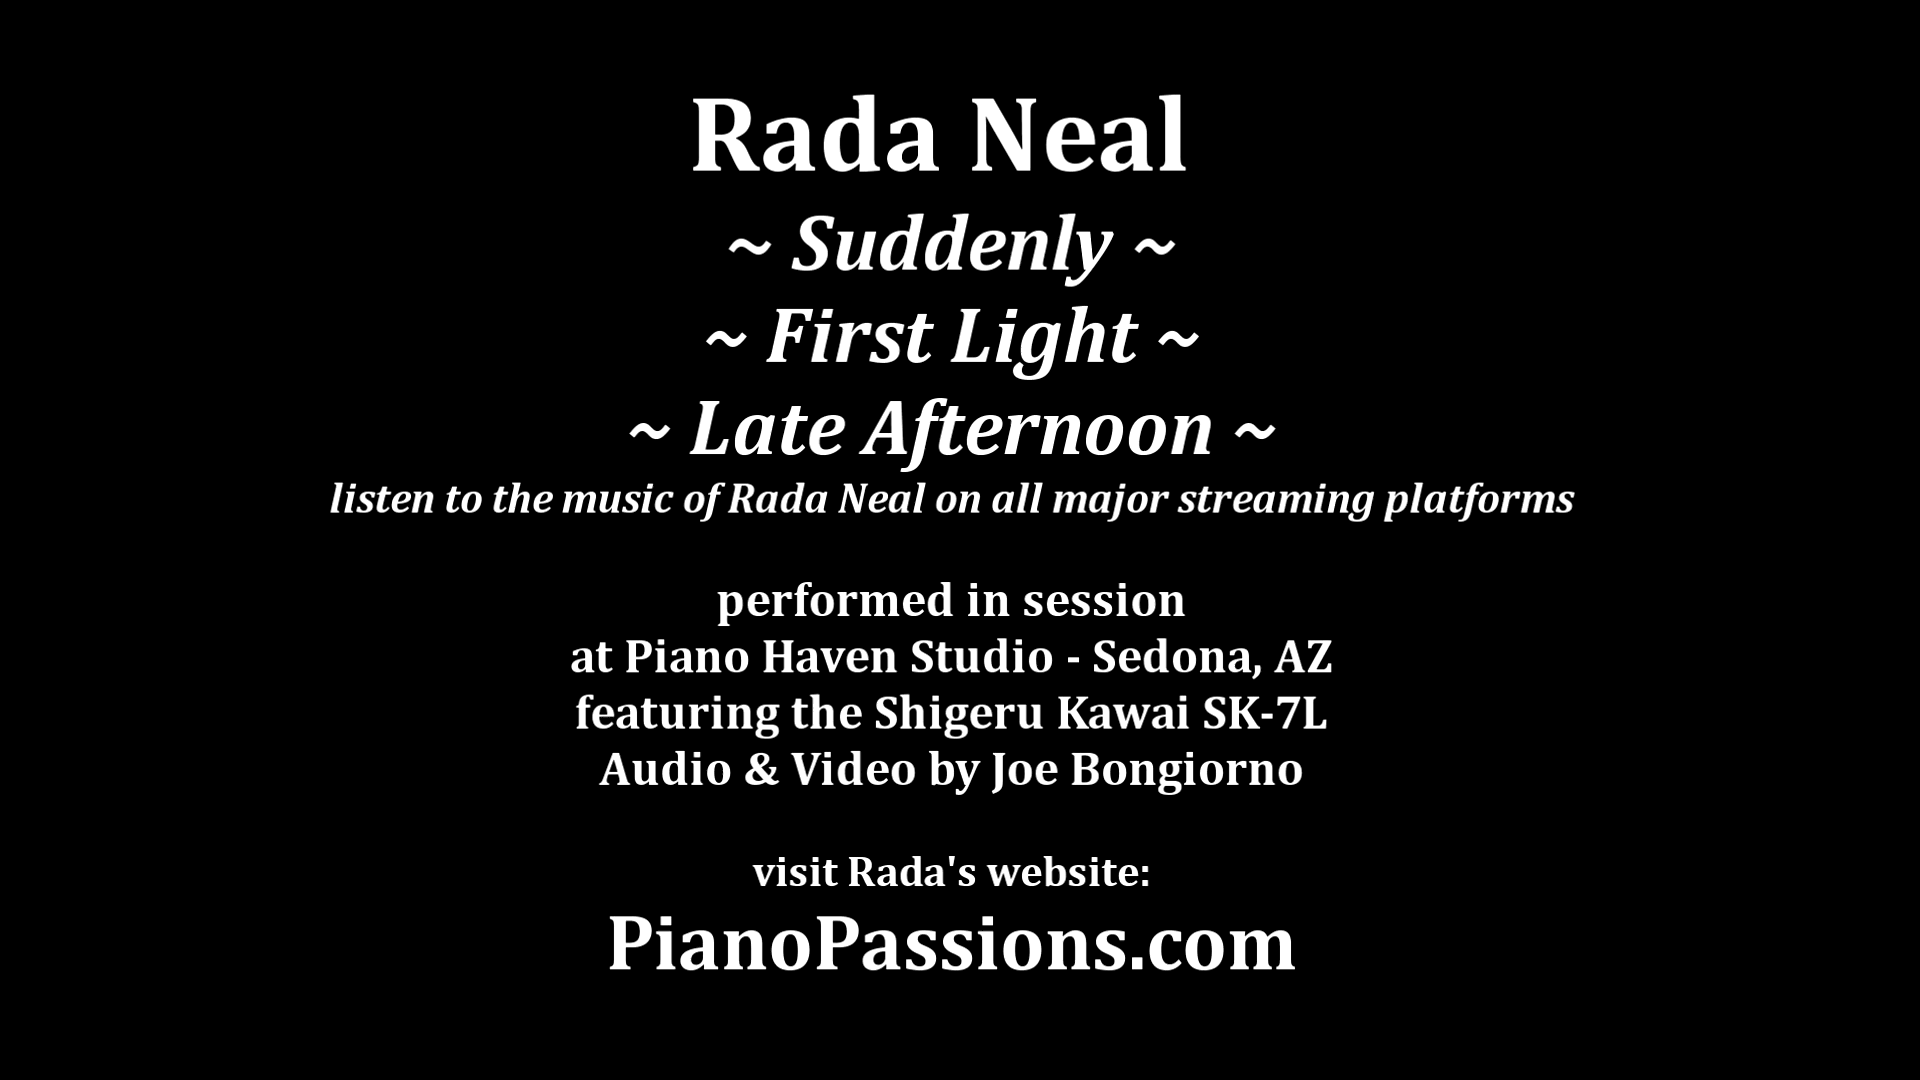 Rada Neal
~ Suddenly ~
~ First Light ~
~ Late Afternoon ~
listen to the music of Rada Neal on all major streaming platforms
performed in session
at Piano Haven Studio - Sedona, AZ
featuring the Shigeru Kawai SK-7L
Audio & Video by Joe Bongiorno
visit Rada's website:
PianoPassions.com